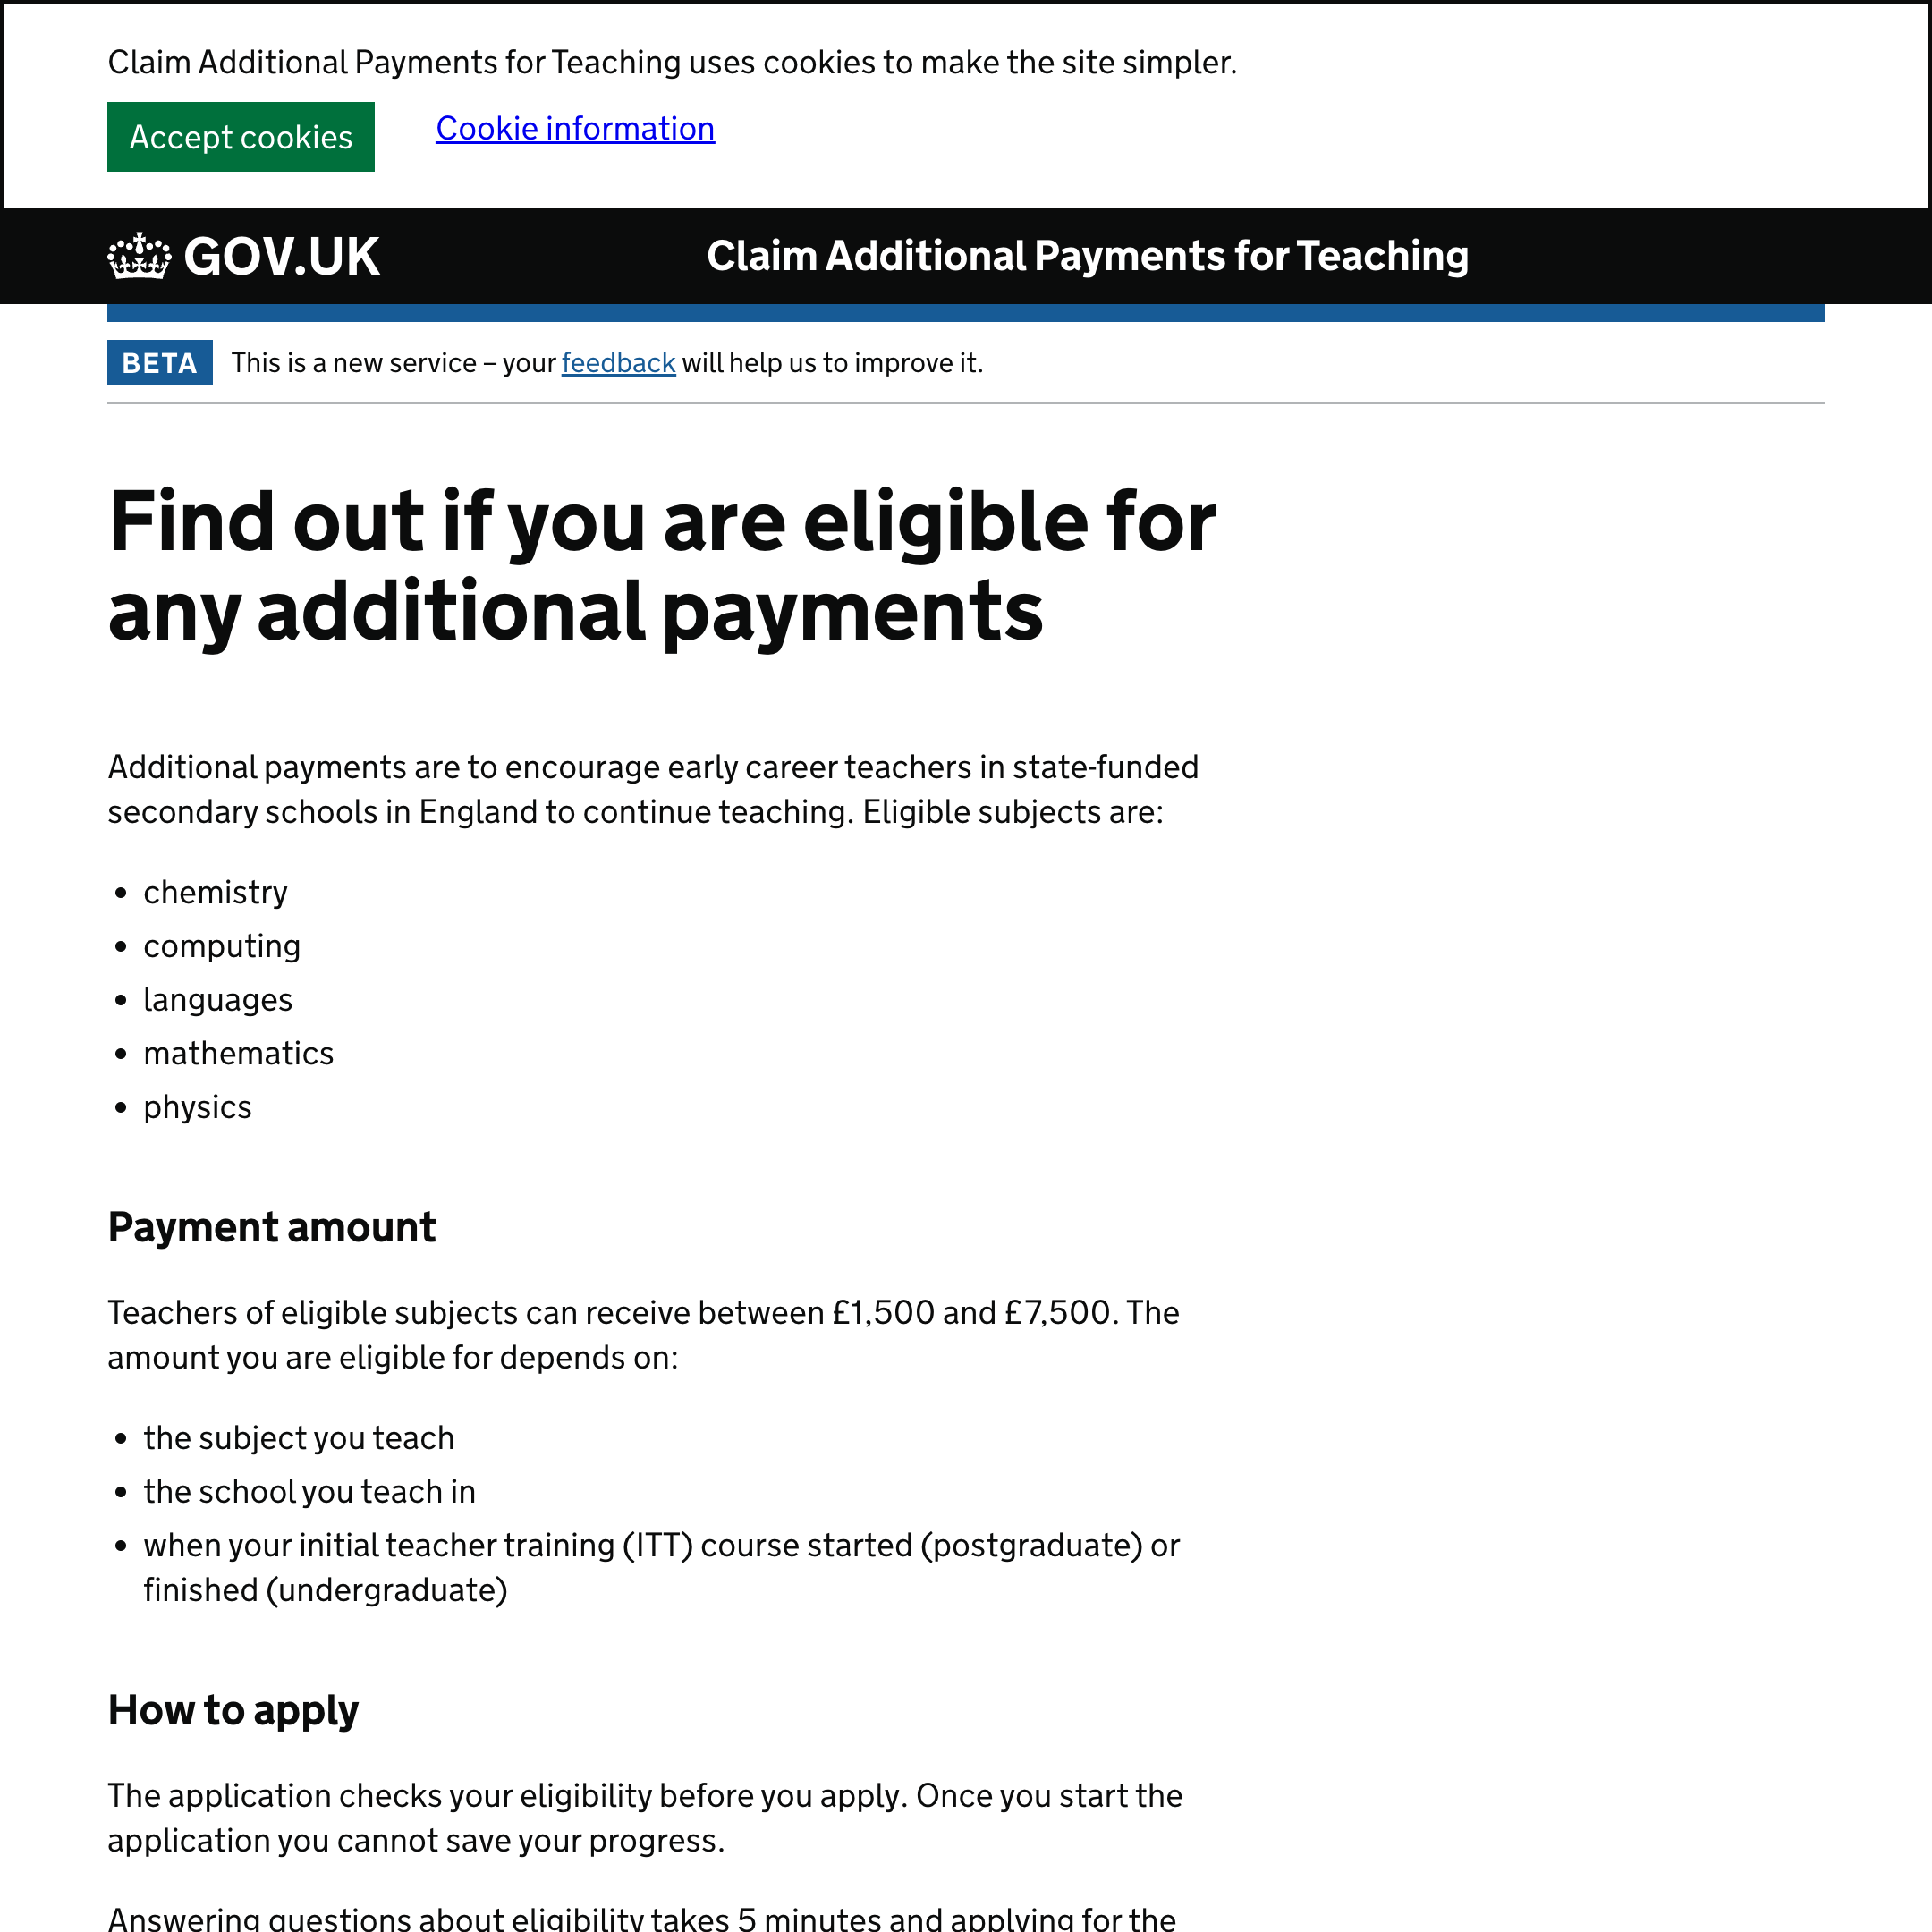 Claim Additional Payments for Teaching uses cookies to make the site simpler.
Accept cookies
Cookie information
GOV.UK
Claim Additional Payments for Teaching
BETA
This is a new service – your feedback will help us to improve it.
Find out if you are eligible for
any additional payments
Additional payments are to encourage early career teachers in state-funded
secondary schools in England to continue teaching. Eligible subjects are:
• chemistry
• computing
• languages
• mathematics
• physics
Payment amount
Teachers of eligible subjects can receive between £1,500 and £7,500. The
amount you are eligible for depends on:
• the subject you teach
• the school you teach in
• when your initial teacher training (ITT) course started (postgraduate) or
finished (undergraduate)
How to apply
The application checks your eligibility before you apply. Once you start the
application you cannot save your progress.
Answering questions about eligibility takes 5 minutes and applying for the